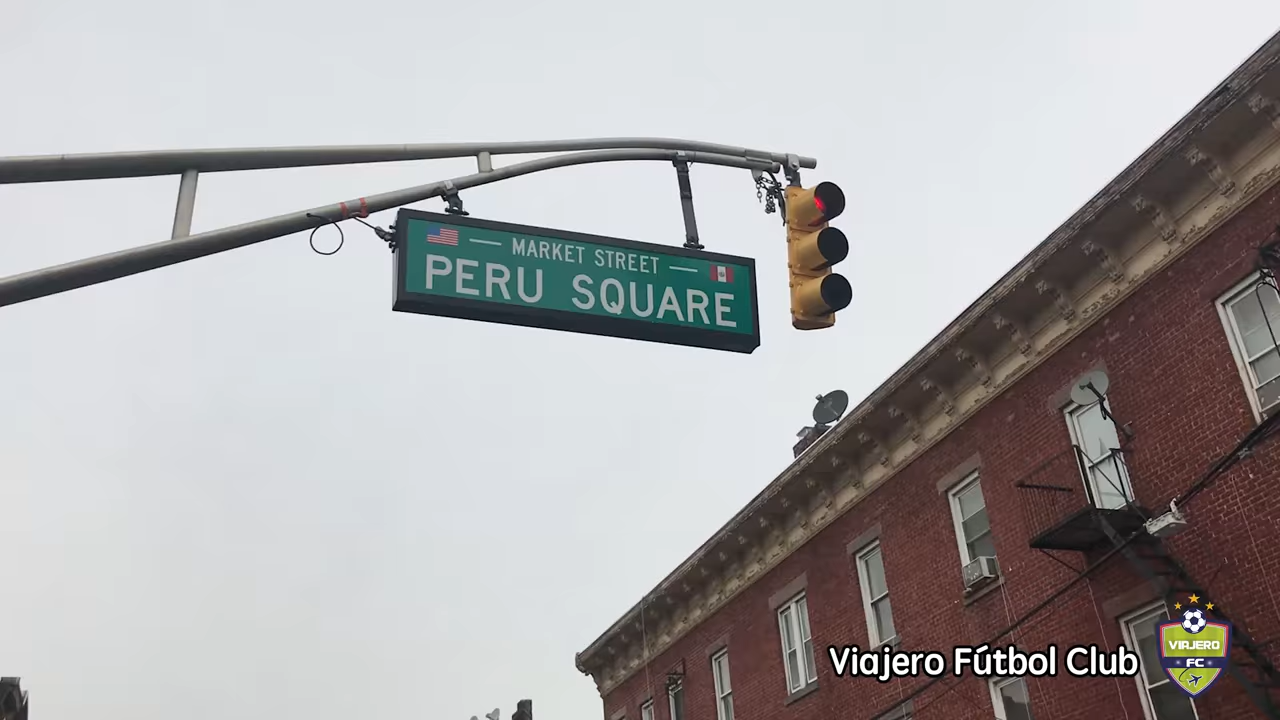 MARKET STREET
PERU SQUARE
Viajero Fútbol Club
VIAJERO
FC